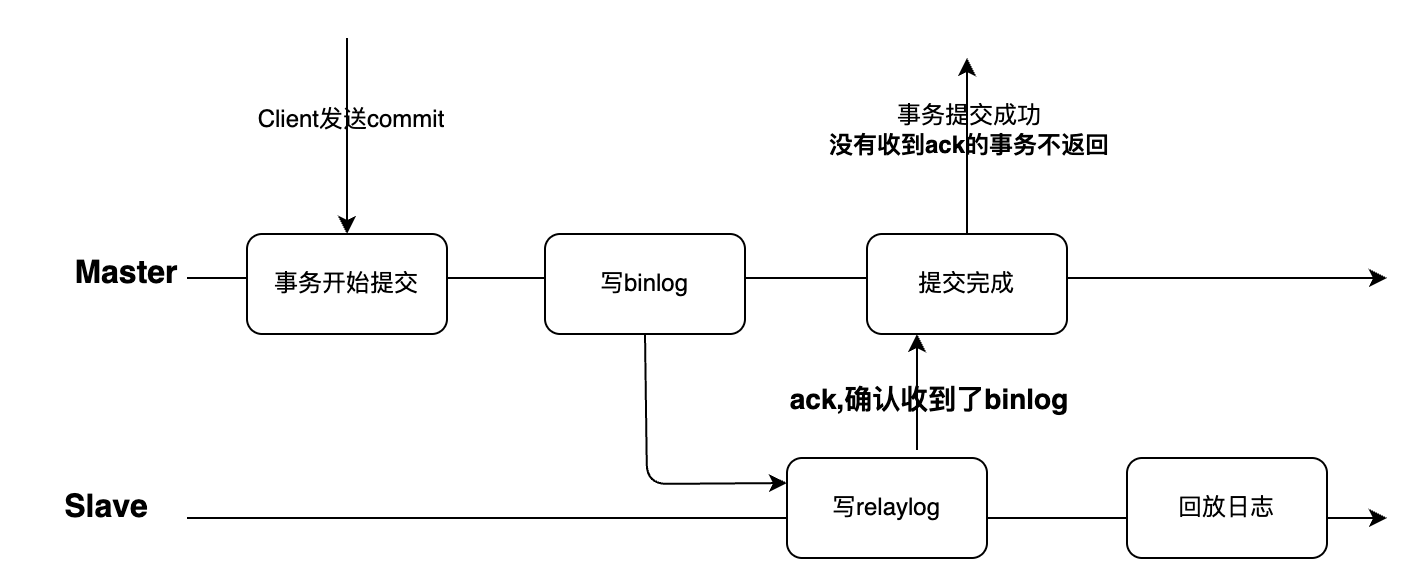 Client发送commit
事务提交成功
没有收到ack的事务不返回
Master
事务开始提交
写binlog
提交完成
ack,确认收到了binlog
Slave
写relaylog
回放日志